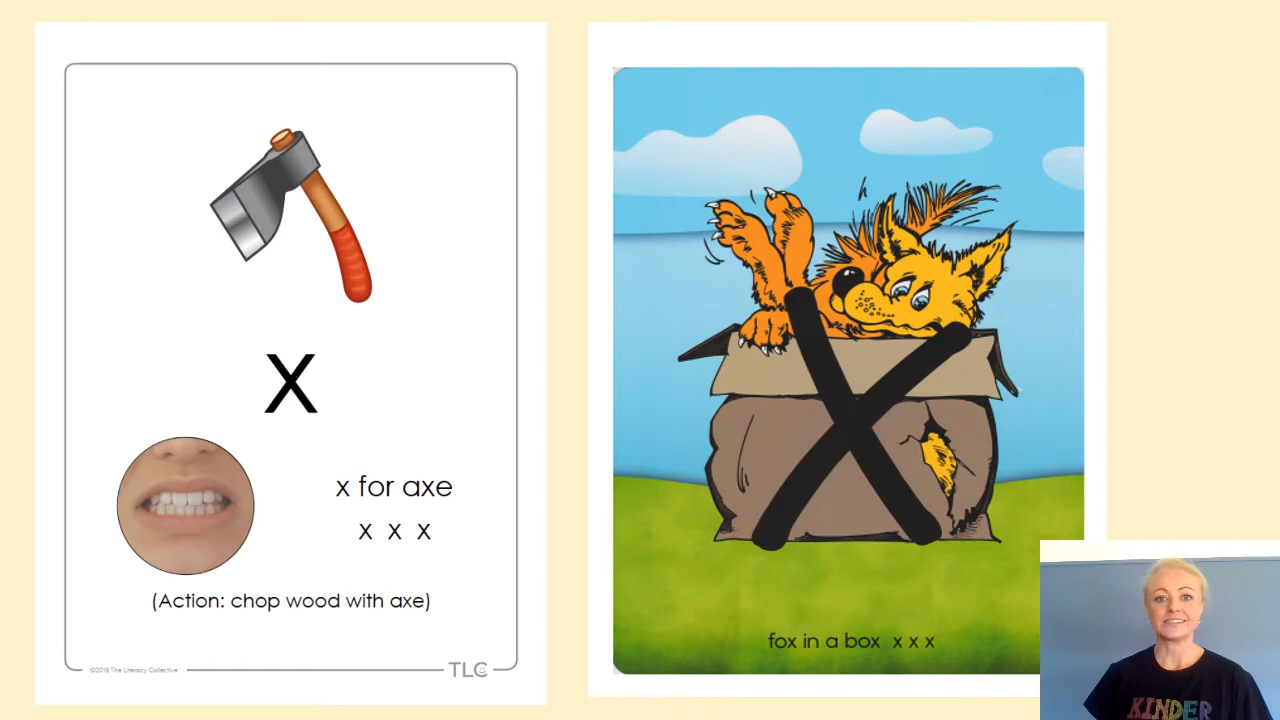 x
x for axe
x x x
(Action: chop wood with axe)
©2019 The Literacy Collective
TLC
fox in a box x x x
KINDER